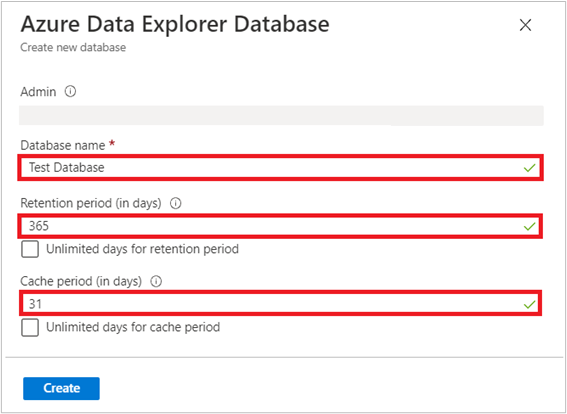 Azure Data Explorer Database
Create new database
Admin
Database name *
Test Database
Retention period (in days)
365
Unlimited days for retention period
Cache period (in days)
31
Unlimited days for cache period
Create